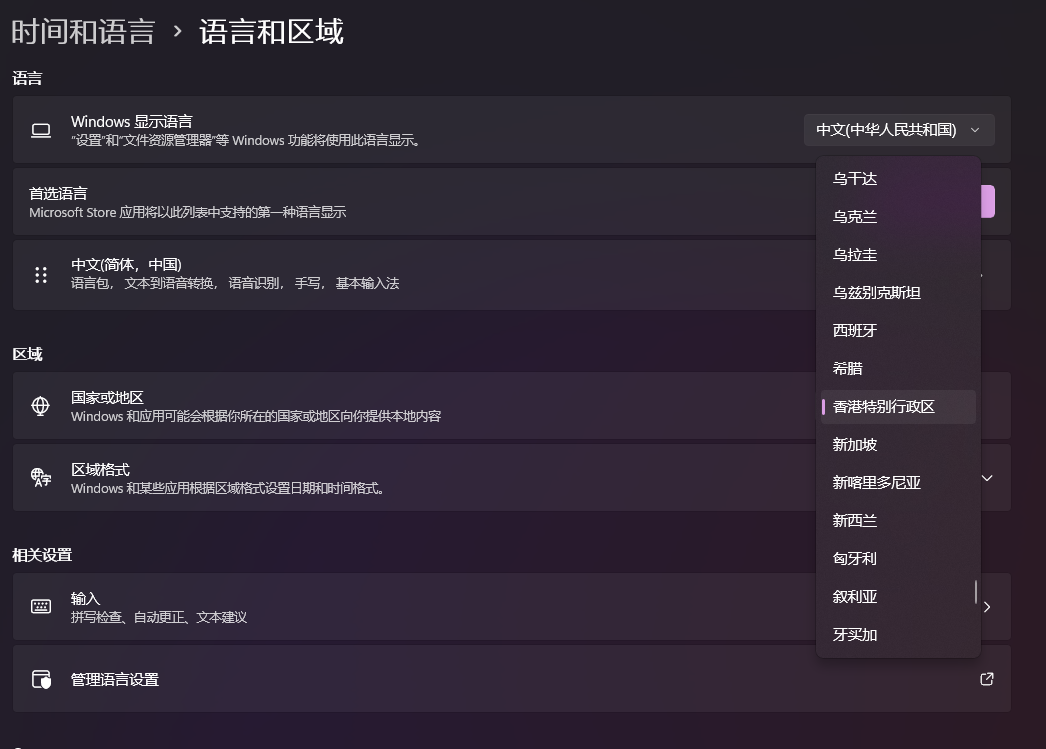 时间和语言 › 语言和区域
语言
Windows 显示语言
“设置”和“文件资源管理器”等 Windows 功能将使用此语言显示。
中文(中华人民共和国)
首选语言
Microsoft Store 应用将以此列表中支持的第一种语言显示
中文(简体，中国)
语言包， 文本到语音转换， 语音识别， 手写， 基本输入法
区域
国家或地区
Windows 和应用可能会根据你所在的国家或地区向你提供本地内容
区域格式
Windows 和某些应用根据区域格式设置日期和时间格式。
相关设置
输入
拼写检查、自动更正、文本建议
管理语言设置
乌干达
乌克兰
乌拉圭
乌兹别克斯坦
西班牙
希腊
香港特别行政区
新加坡
新喀里多尼亚
新西兰
匈牙利
叙利亚
牙买加